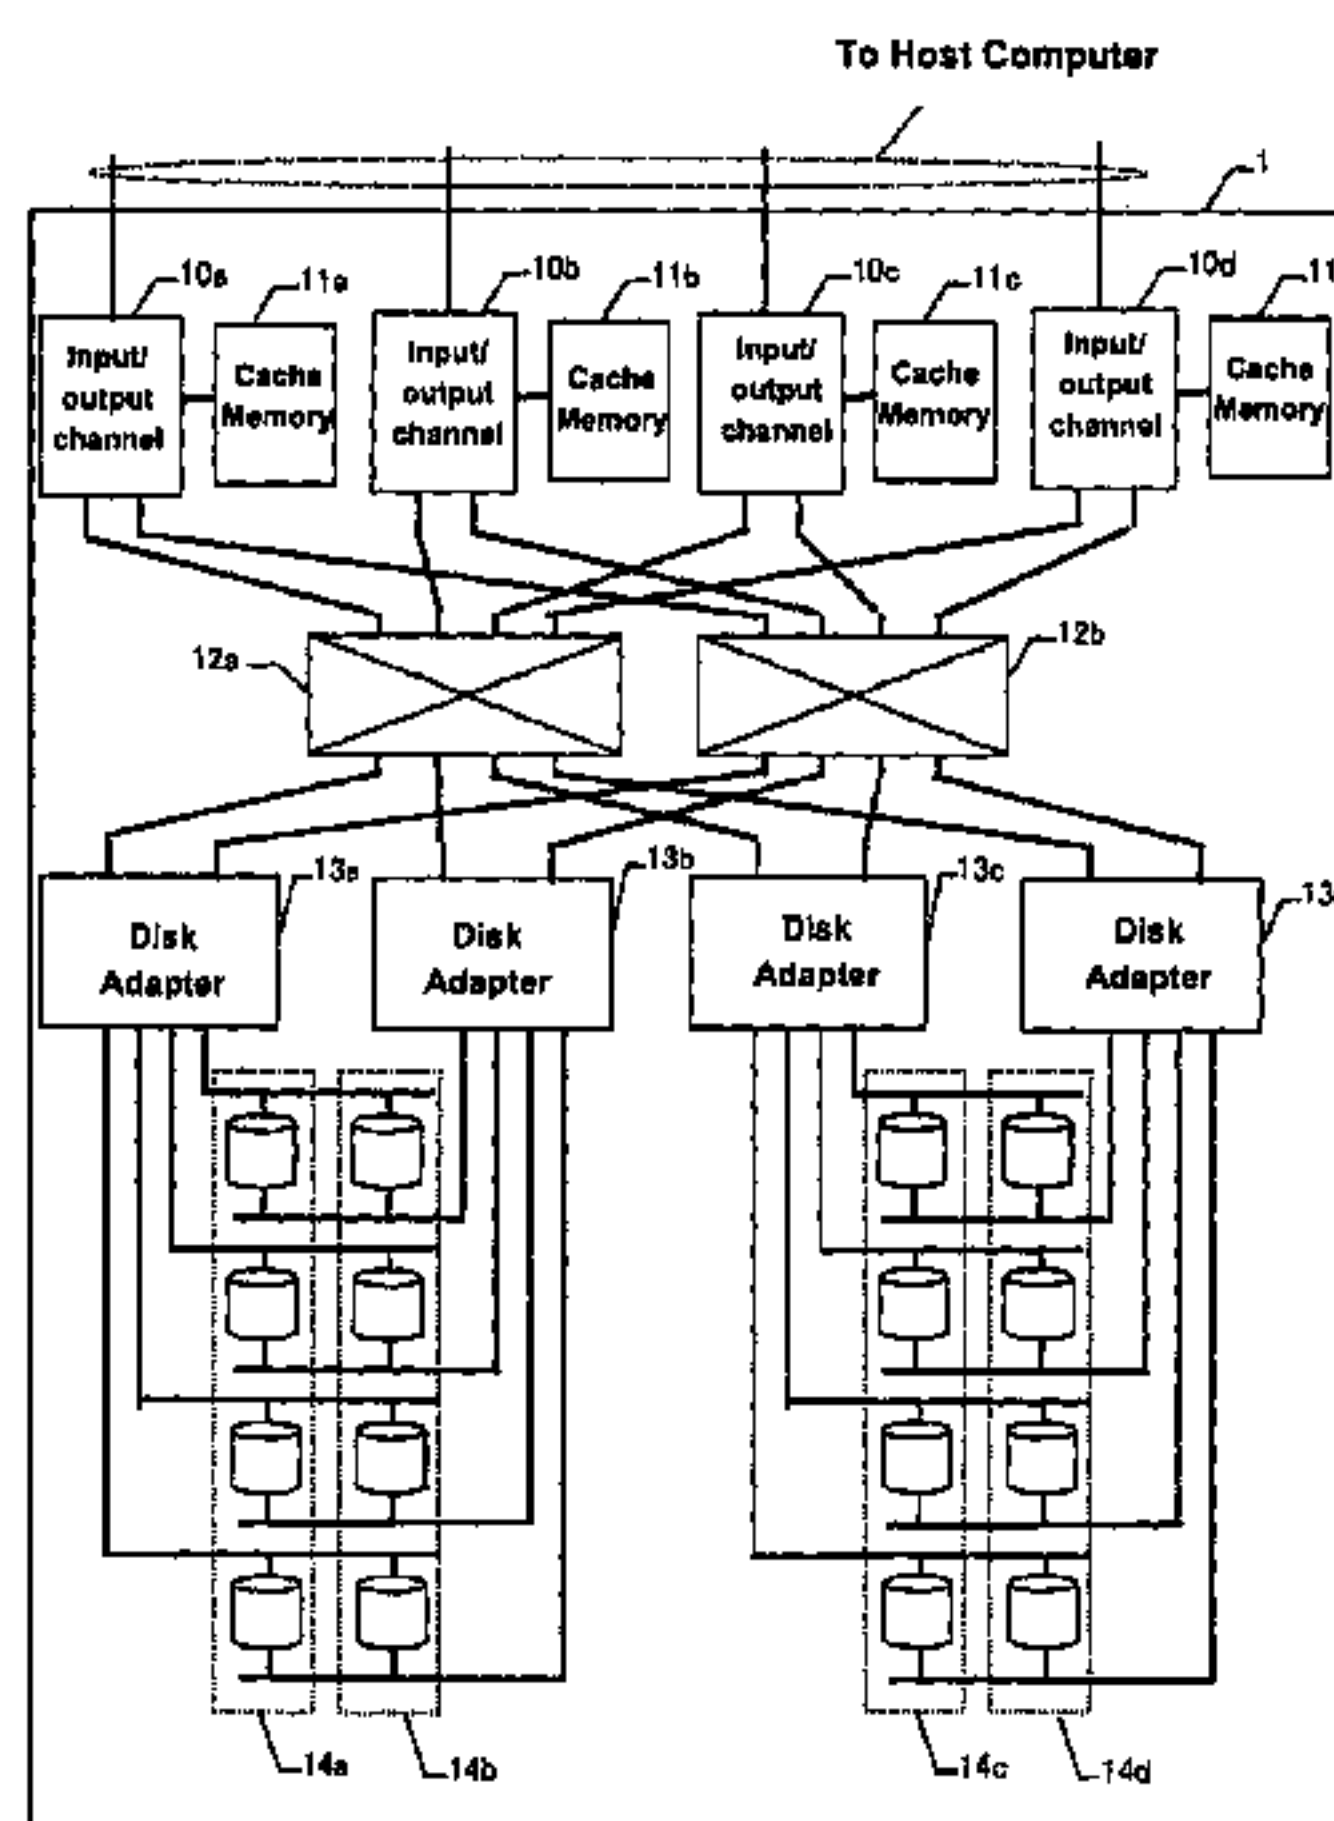 To Host Computer
1
10a
11a
10b
11b
10c
11c
10d
11
Input/
output
channel
Cache
Memory
Input/
output
channel
Cache
Memory
Input/
output
channel
Cache
Memory
Input/
output
channel
Cache
Memory
12a
12b
13a
13b
13c
13
Disk
Adapter
Disk
Adapter
Disk
Adapter
Disk
Adapter
14a
14b
14c
14d